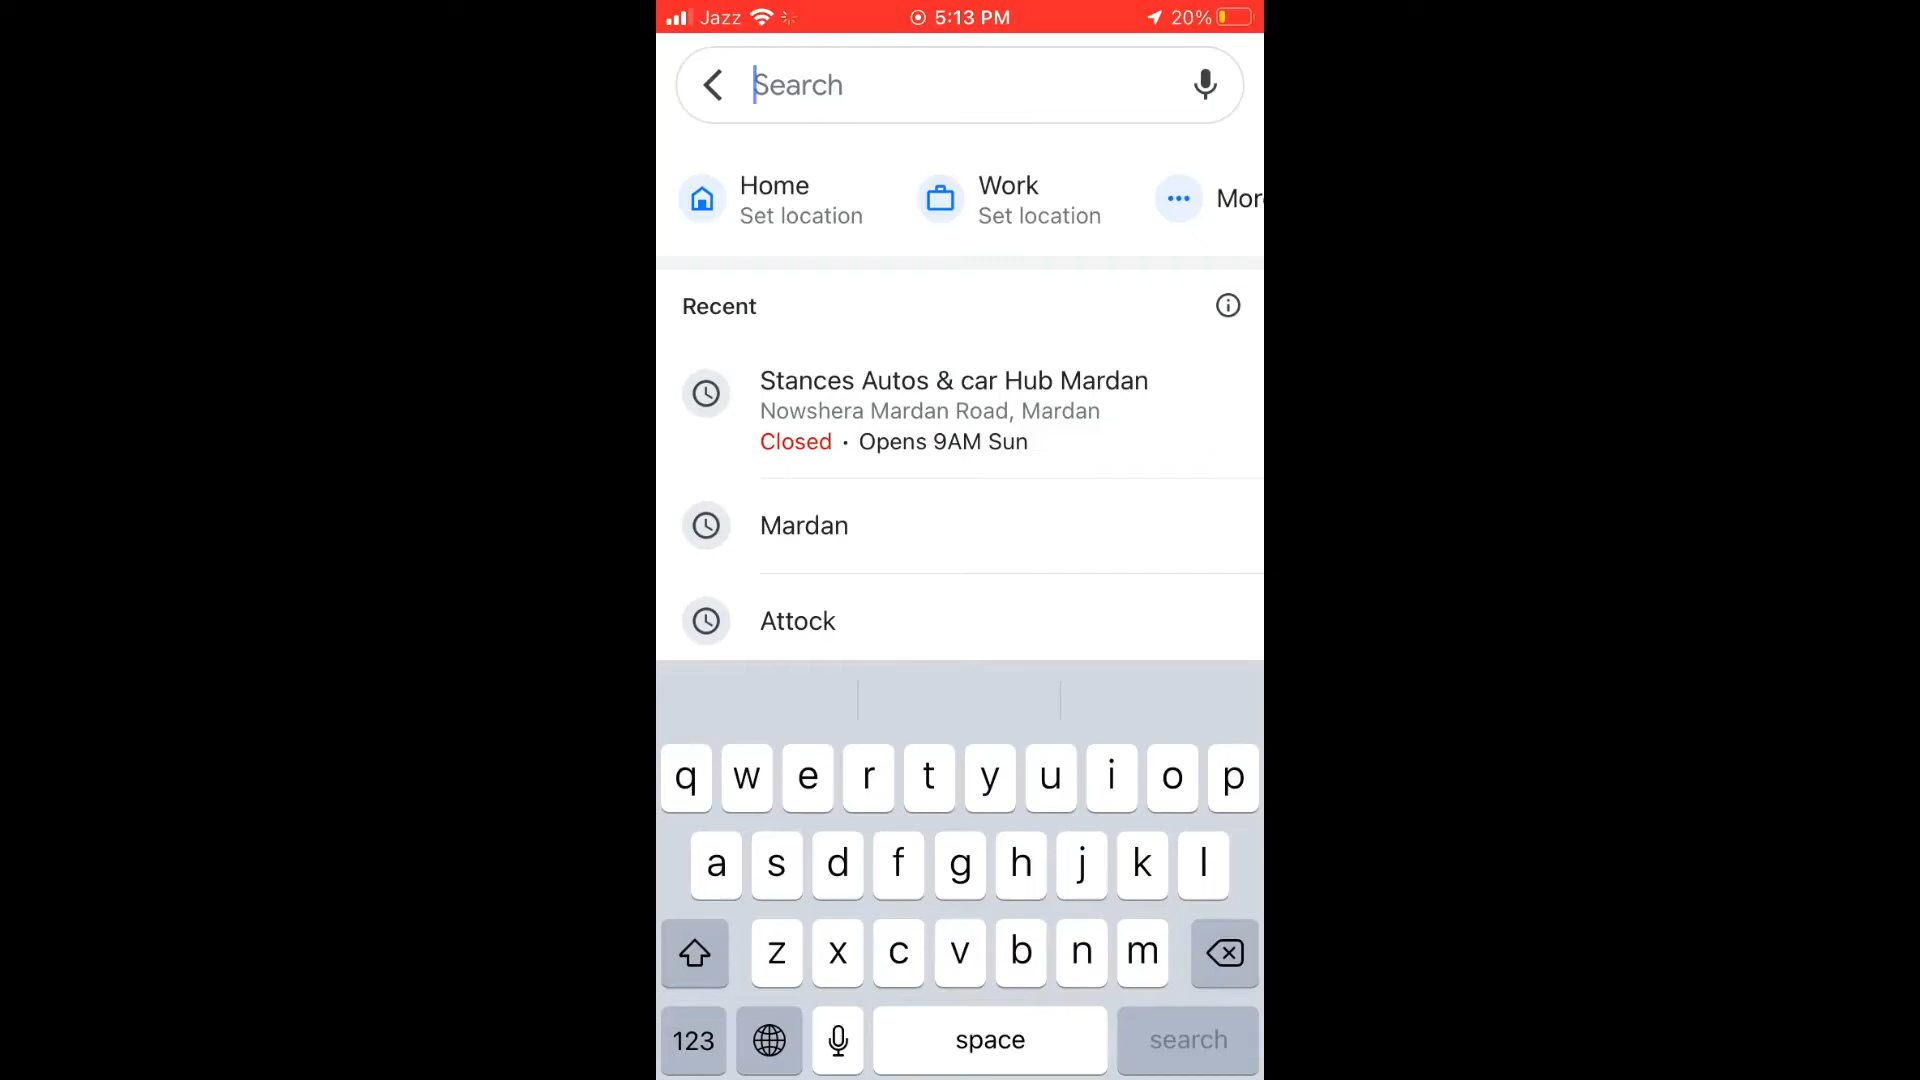 Jazz 5:13 PM 20%
Search
Home
Set location
Work
Set location
Mor
Recent
Stances Autos & car Hub Mardan
Nowshera Mardan Road, Mardan
Closed · Opens 9AM Sun
Mardan
Attock
q w e r t y u i o p
a s d f g h j k l
z x c v b n m
123 space search